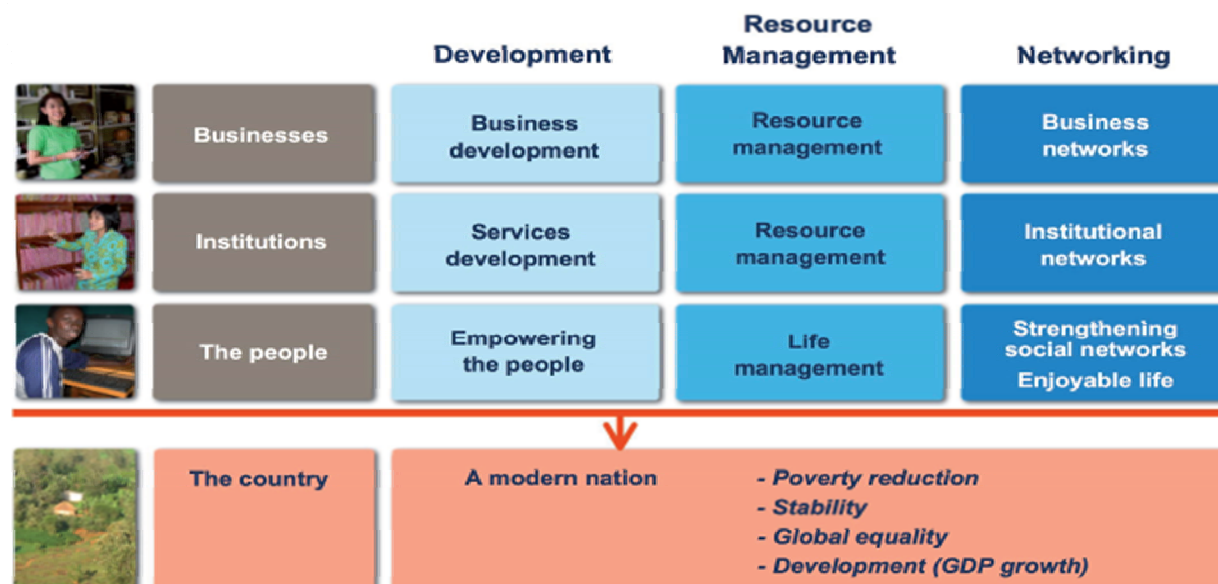 Development
Resource
Management
Networking
Businesses
Business
development
Resource
management
Business
networks
Institutions
Services
development
Resource
management
Institutional
networks
The people
Empowering
the people
Life
management
Strengthening
social networks
Enjoyable life
The country
A modern nation
- Poverty reduction
- Stability
- Global equality
- Development (GDP growth)